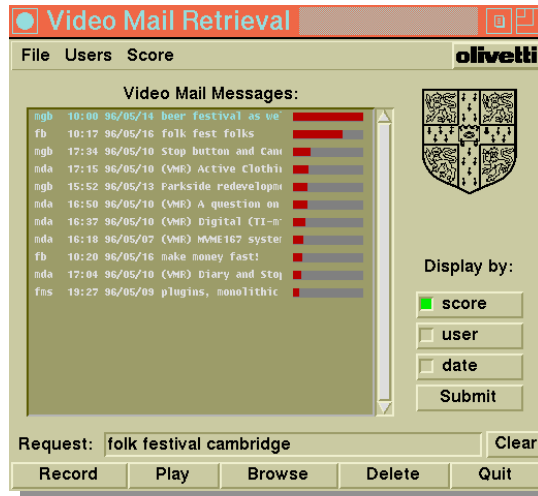 Video Mail Retrieval
File Users Score
olivetti
Video Mail Messages:
mgb 10:00 96/05/14 beer festival as we
fb 10:17 96/05/16 folk fest folks
mgb 17:34 96/05/10 Stop button and Canc
mda 17:15 96/05/10 (VMR) Active Clothin
mgb 15:52 96/05/13 Parkside redevelopme
mda 16:50 96/05/10 (VMR) A question on
mda 16:37 96/05/10 (VMR) Digital (TI-m
mda 16:18 96/05/07 (VMR) MVME167 system
fb 10:20 96/05/16 make money fast!
mda 17:04 96/05/10 (VMR) Diary and Stop
fms 19:27 96/05/09 plugins, monolithic
Display by:
score
user
date
Submit
Request: folk festival cambridge
Clear
Record Play Browse Delete Quit